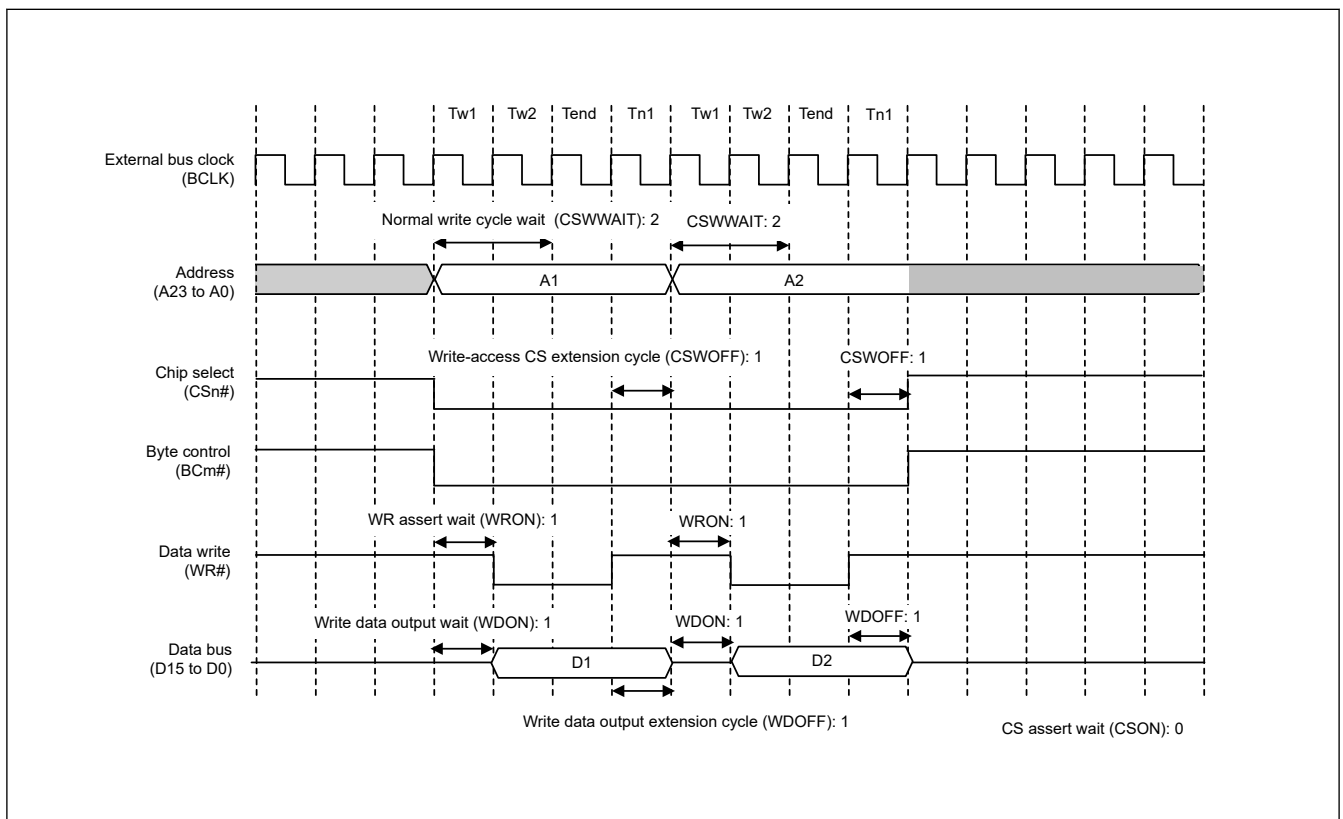 Tw1 Tw2 Tend Tn1 Tw1 Tw2 Tend Tn1
External bus clock
(BCLK)
Normal write cycle wait (CSWWAIT): 2 CSWWAIT: 2
Address
(A23 to A0)
A1 A2
Write-access CS extension cycle (CSWOFF): 1 CSWOFF: 1
Chip select
(CSn#)
Byte control
(BCm#)
WR assert wait (WRON): 1 WRON: 1
Data write
(WR#)
Write data output wait (WDON): 1 WDON: 1 WDOFF: 1
Data bus
(D15 to D0)
D1 D2
Write data output extension cycle (WDOFF): 1
CS assert wait (CSON): 0